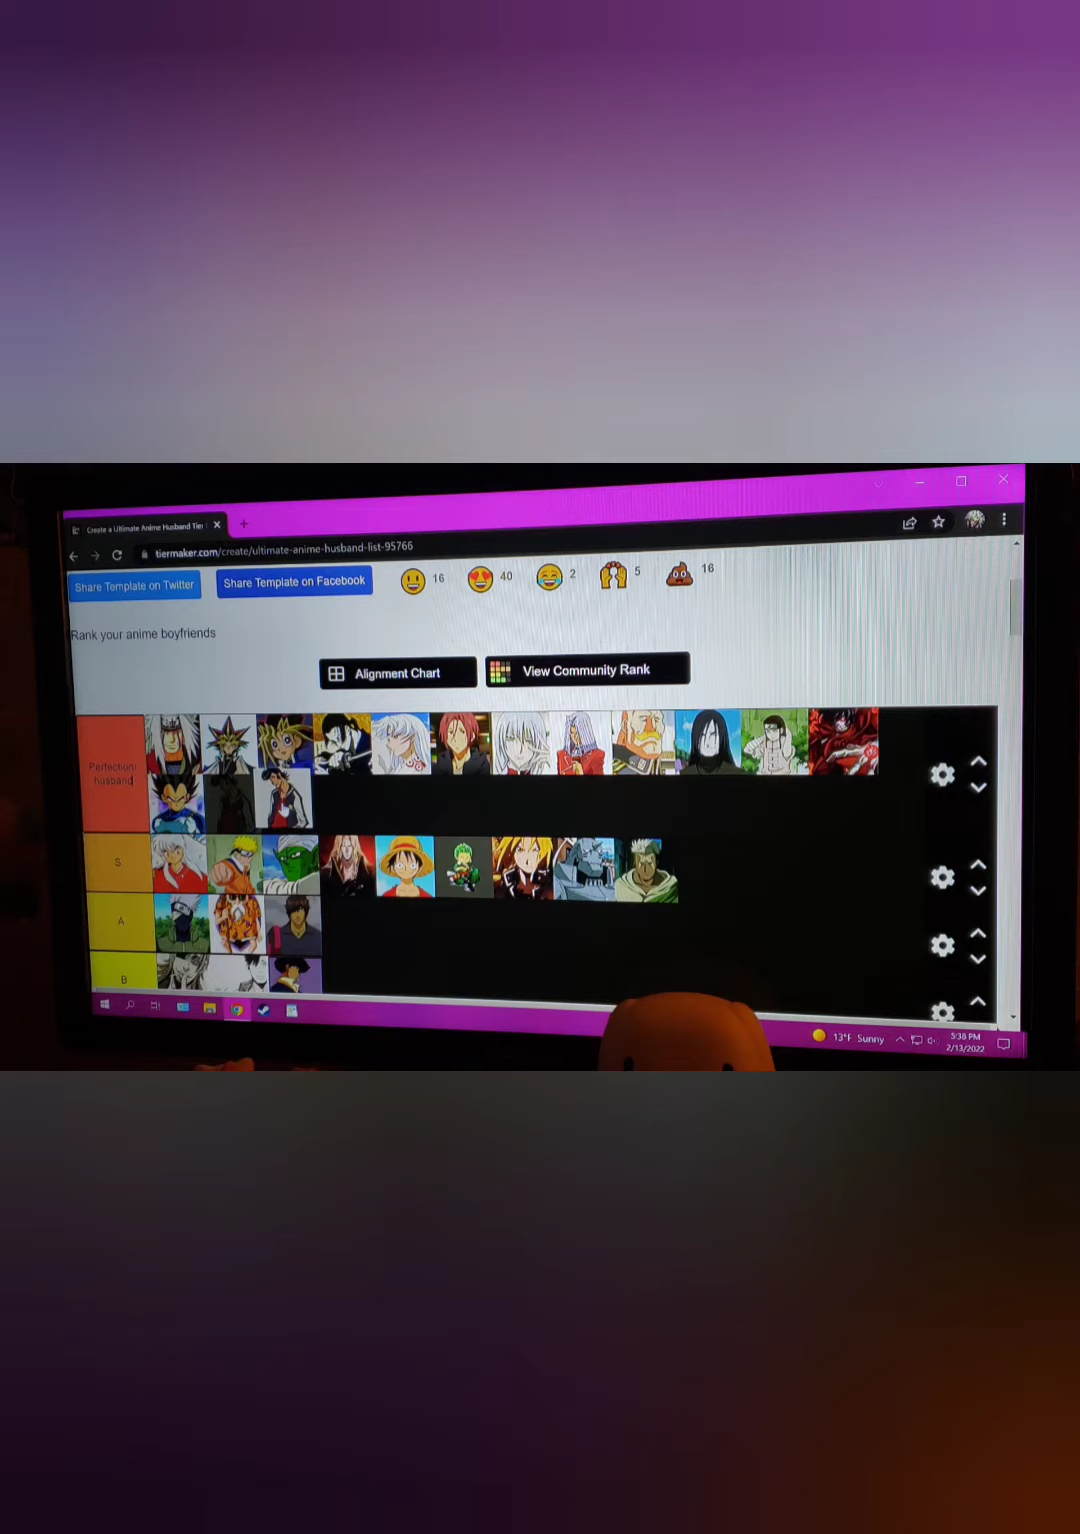 Create a Ultimate Anime Husband Tier
tiermaker.com/create/ultimate-anime-husband-list-95766
Share Template on Twitter
Share Template on Facebook
16
40
2
5
16
Rank your anime boyfriends
Alignment Chart
View Community Rank
Perfection/
husband
S
A
B
13°F Sunny
5:38 PM
2/13/2022